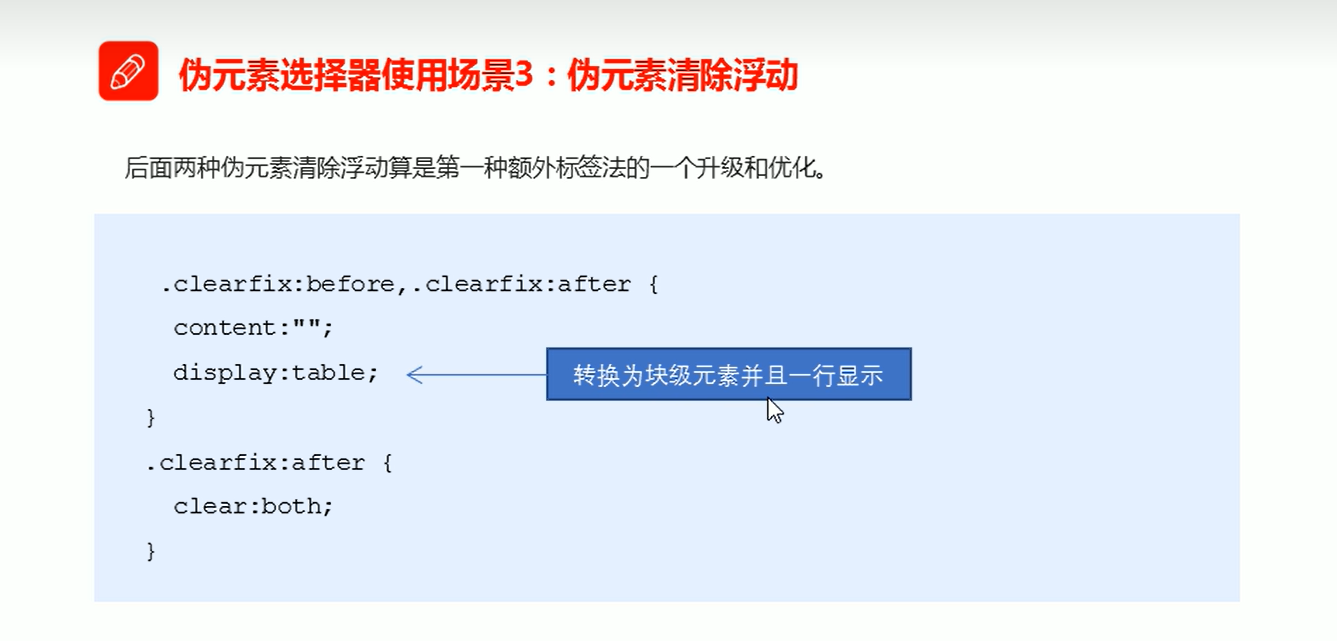 伪元素选择器使用场景3：伪元素清除浮动
后面两种伪元素清除浮动算是第一种额外标签法的一个升级和优化。
.clearfix:before,.clearfix:after {
content:"";
display:table;
转换为块级元素并且一行显示
}
.clearfix:after {
clear:both;
}